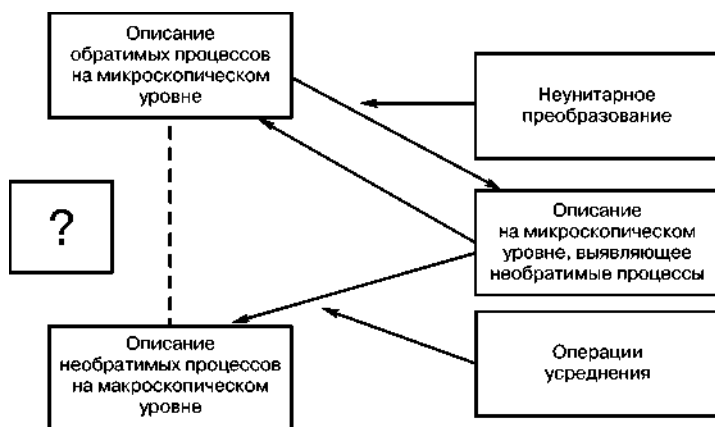 Описание
обратимых процессов
на микроскопическом
уровне
Неунитарное
преобразование
?
Описание
на микроскопическом
уровне, выявляющее
необратимые процессы
Описание
необратимых процессов
на макроскопическом
уровне
Операции
усреднения